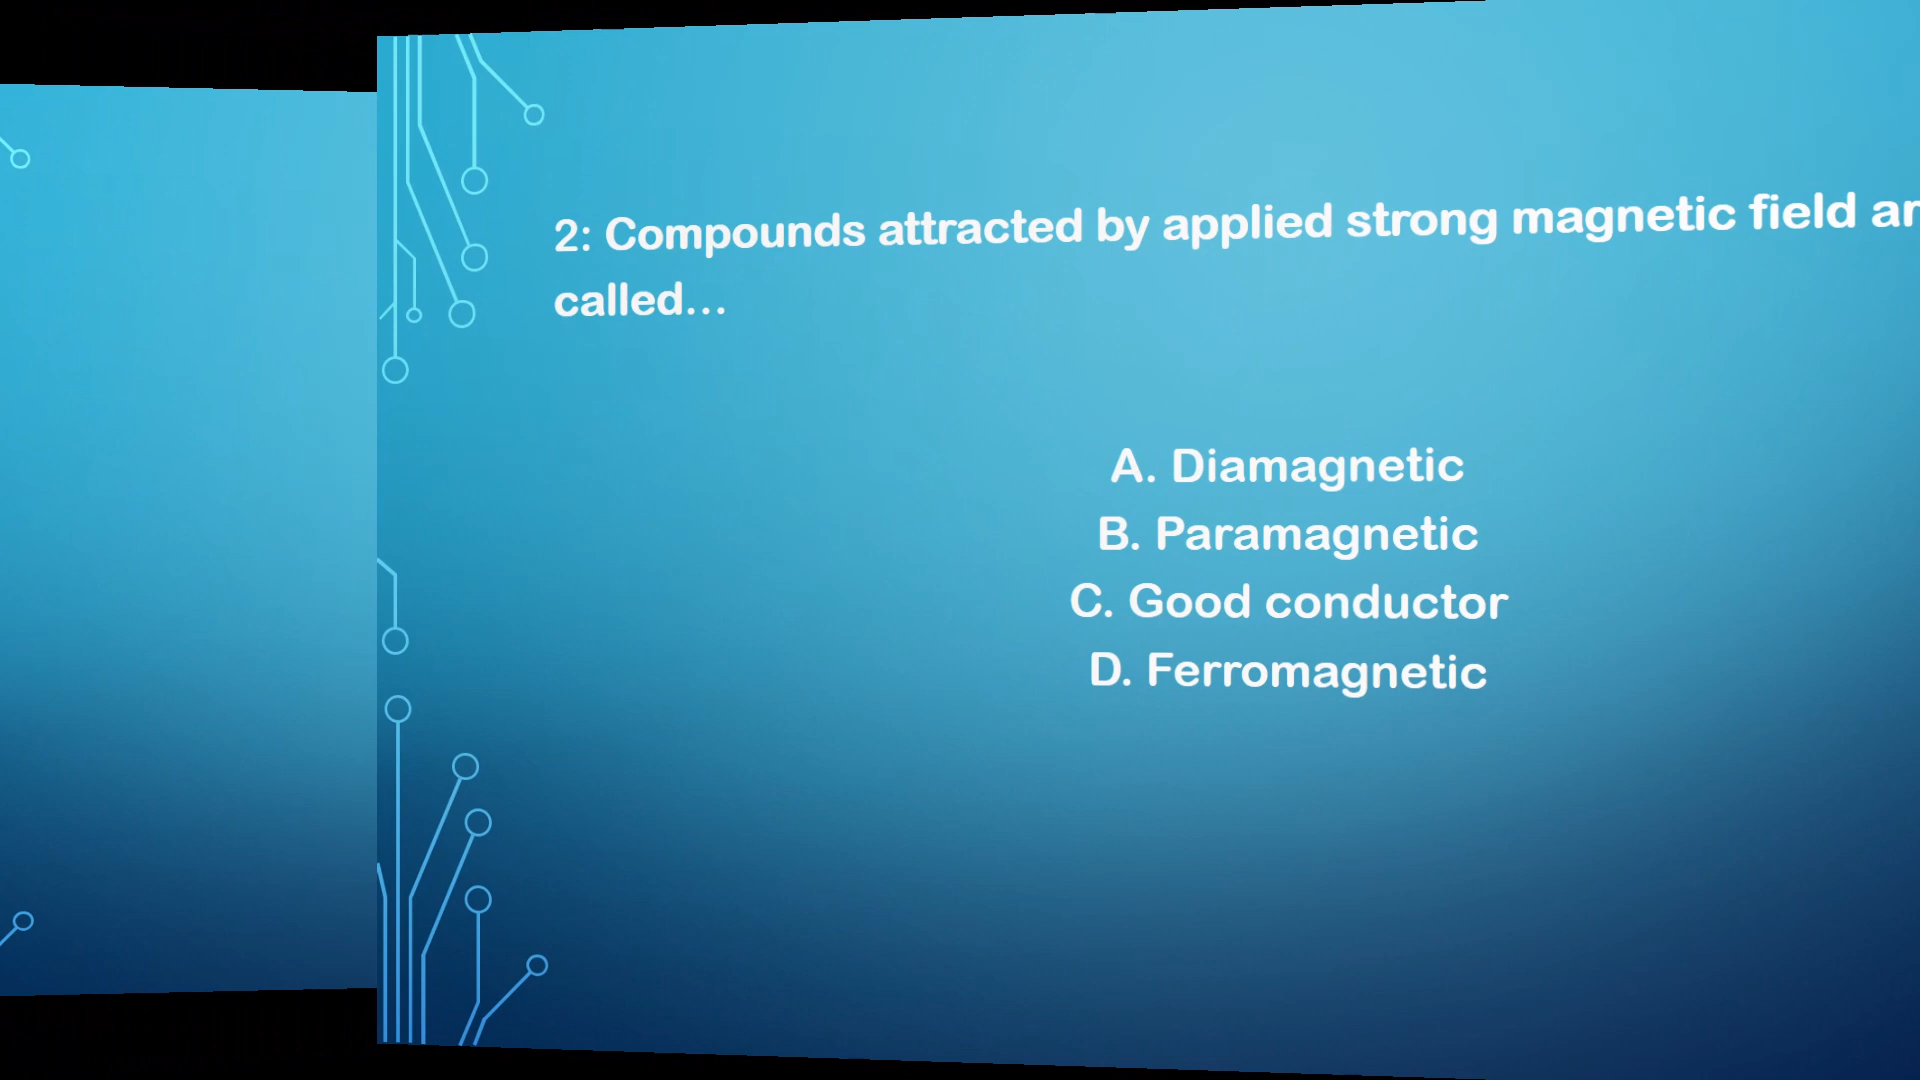 2: Compounds attracted by applied strong magnetic field ar
called...
A. Diamagnetic
B. Paramagnetic
C. Good conductor
D. Ferromagnetic